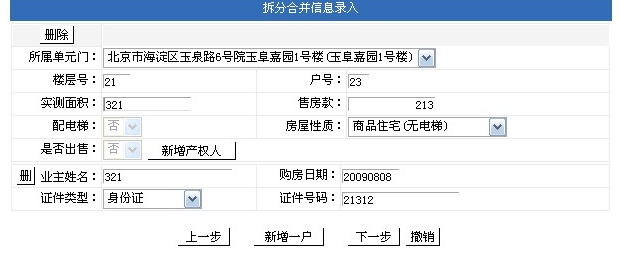 拆分合并信息录入
删除
所属单元门： 北京市海淀区玉泉路6号院玉阜嘉园1号楼(玉阜嘉园1号楼)
楼层号： 21 户号： 23
实测面积： 321 售房款： 213
配电梯： 否 房屋性质： 商品住宅(无电梯)
是否出售： 否 新增产权人
删 业主姓名： 321 购房日期： 20090808
证件类型： 身份证 证件号码： 21312
上一步 新增一户 下一步 撤销